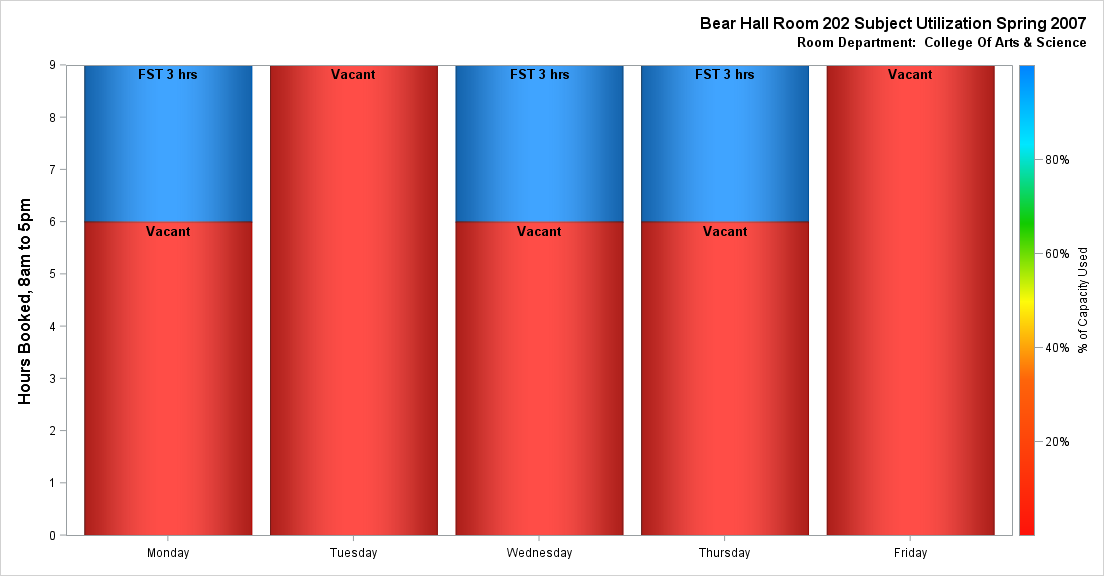 Bear Hall Room 202 Subject Utilization Spring 2007
Room Department:  College Of Arts & Science
Hours Booked, 8am to 5pm
9
8
7
6
5
4
3
2
1
0
FST 3 hrs
Vacant
Vacant
FST 3 hrs
Vacant
FST 3 hrs
Vacant
Vacant
Monday
Tuesday
Wednesday
Thursday
Friday
80%
60%
40%
20%
% of Capacity Used